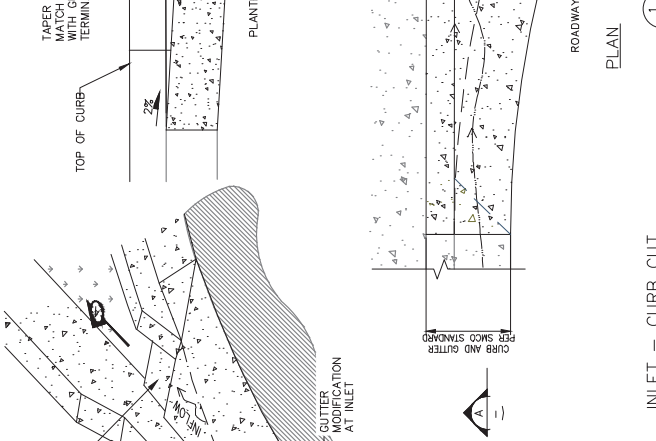 TAPER
MATCH
WITH
TERMIN
TOP OF CURB
2%
PLANT
INFLOW
GUTTER
MODIFICATION
AT INLET
CURB AND GUTTER
PER SMCO STANDARD
A
ROADWAY
PLAN
1
INLET – CURB CUT